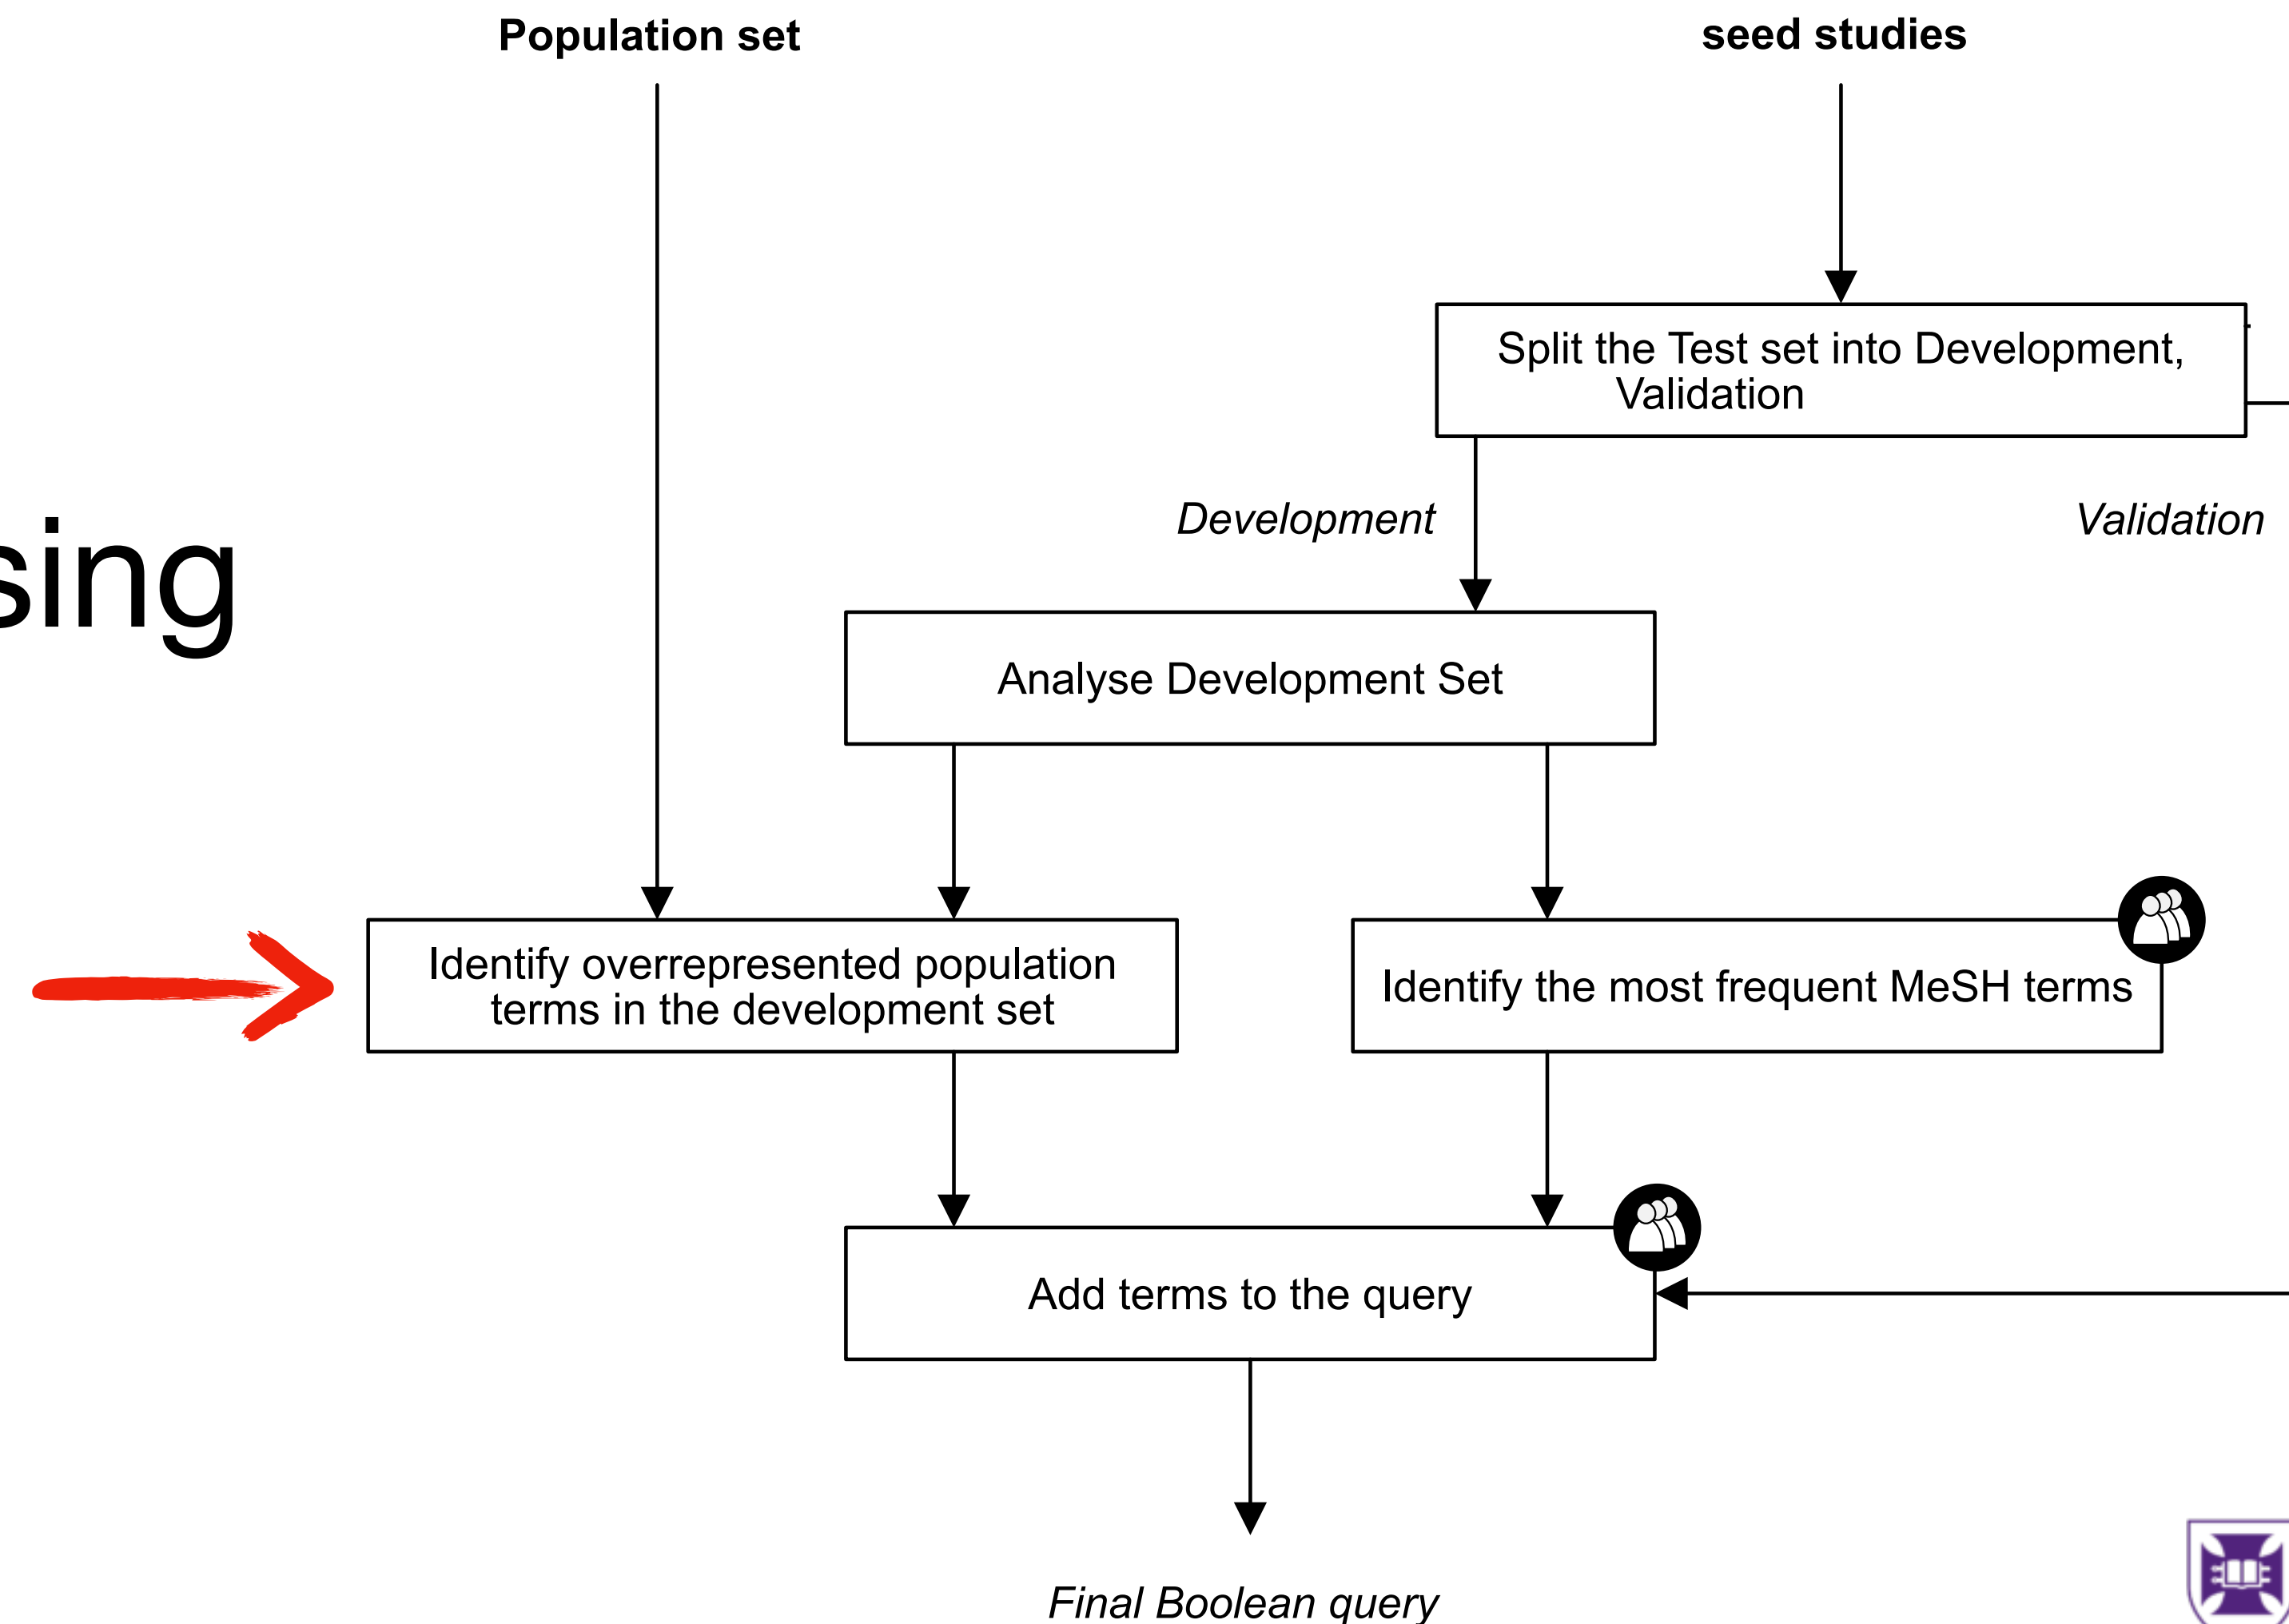 Population set
seed studies
Split the Test set into Development,
Validation
Development
Validation
sing
Analyse Development Set
Identify overrepresented population
terms in the development set
Identify the most frequent MeSH terms
Add terms to the query
Final Boolean query